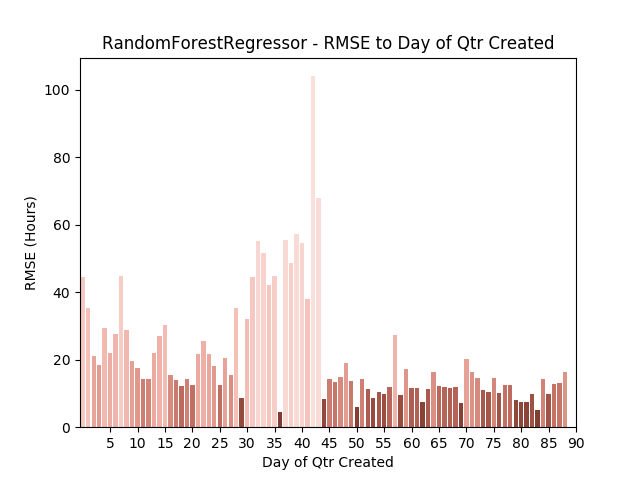 RandomForestRegressor - RMSE to Day of Qtr Created
RMSE (Hours)
100
80
60
40
20
0
5 10 15 20 25 30 35 40 45 50 55 60 65 70 75 80 85 90
Day of Qtr Created